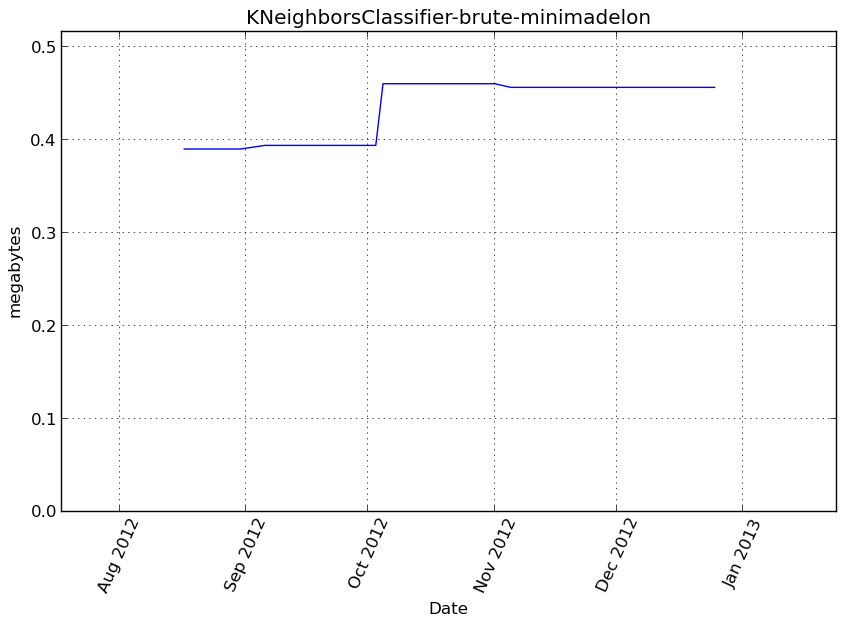 KNeighborsClassifier-brute-minimadelon
0.5
0.4
0.3
0.2
0.1
0.0
megabytes
Aug 2012
Sep 2012
Oct 2012
Nov 2012
Dec 2012
Jan 2013
Date